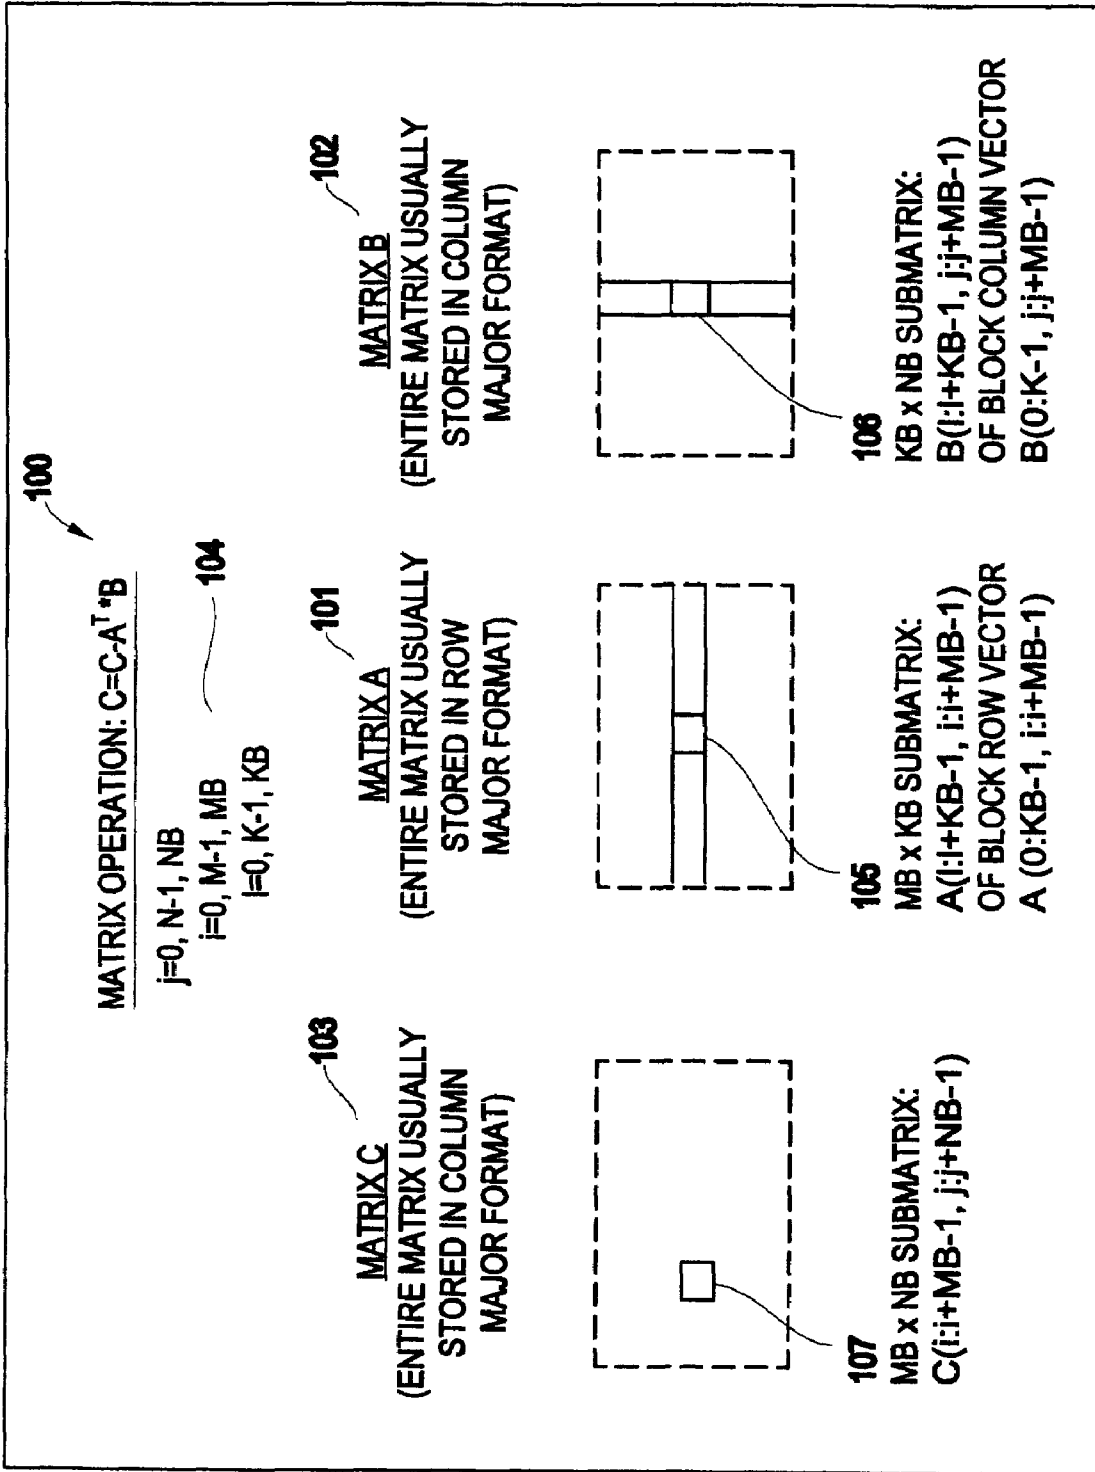 100
MATRIX OPERATION: C=C-Aᵀ*B
j=0, N-1, NB
i=0, M-1, MB
l=0, K-1, KB
104
103
MATRIX C
(ENTIRE MATRIX USUALLY
STORED IN COLUMN
MAJOR FORMAT)
107
MB x NB SUBMATRIX:
C(i:i+MB-1, j:j+NB-1)
101
MATRIX A
(ENTIRE MATRIX USUALLY
STORED IN ROW
MAJOR FORMAT)
105
MB x KB SUBMATRIX:
A(l:l+KB-1, i:i+MB-1)
OF BLOCK ROW VECTOR
A (0:KB-1, i:i+MB-1)
102
MATRIX B
(ENTIRE MATRIX USUALLY
STORED IN COLUMN
MAJOR FORMAT)
106
KB x NB SUBMATRIX:
B(l:l+KB-1, j:j+MB-1)
OF BLOCK COLUMN VECTOR
B(0:K-1, j:j+MB-1)